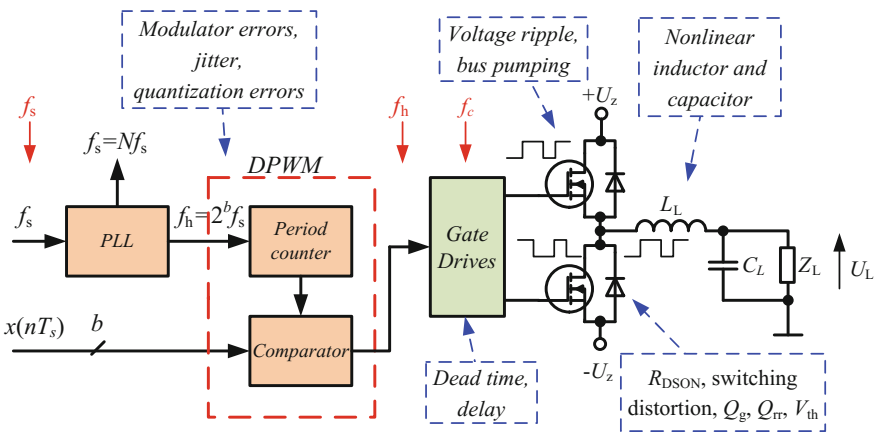 Modulator errors,
jitter,
quantization errors
Voltage ripple,
bus pumping
Nonlinear
inductor and
capacitor
+Uz
fs
fh
fc
fs=Nfs
DPWM
fs
PLL
fh=2^b fs
Period
counter
Gate
Drives
LL
CL
ZL
UL
x(nTs)
b
Comparator
-Uz
Dead time,
delay
RDSON, switching
distortion, Qg, Qrr, Vth